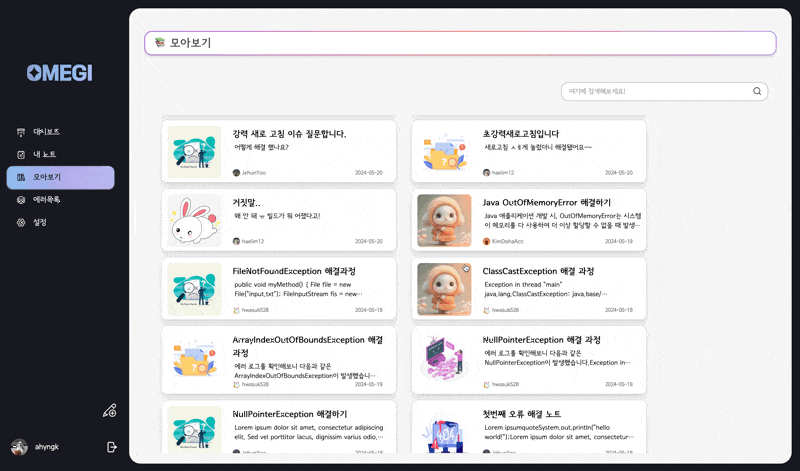 OMEGI
대시보드
내 노트
모아보기
에러목록
설정
ahyngk
모아보기
여기에 검색해보세요!
강력 새로 고침 이슈 질문합니다.
어떻게 해결 했나요?
JehunYoo
2024-05-20
초강력새로고침입니다
새로고침 ㅅㅔ게 눌렀더니 해결됐어요~~
haelim12
2024-05-20
거짓말..
왜 안 돼 ㅠ 빌드가 뭐 어쨌다고!
haelim12
2024-05-20
Java OutOfMemoryError 해결하기
Java 애플리케이션 개발 시, OutOfMemoryError는 시스템
이 메모리를 다 사용하여 더 이상 할당할 수 없을 때 발생...
KimDohaAcc
2024-05-19
FileNotFoundException 해결과정
public void myMethod() { File file = new
File("input.txt"); FileInputStream fis = new...
hwasuk528
2024-05-19
ClassCastException 해결 과정
Exception in thread "main"
java.lang.ClassCastException: java.base/...
hwasuk528
2024-05-19
ArrayIndexOutOfBoundsException 해결
과정
에러 로그를 확인해보니 다음과 같은
ArrayIndexOutOfBoundsException이 발생했습니...
hwasuk528
2024-05-19
NullPointerException 해결 과정
에러 로그를 확인해보니 다음과 같은
NullPointerException이 발생했습니다.Exception in...
hwasuk528
2024-05-19
NullPointerException 해결하기
Lorem ipsum dolor sit amet, consectetur adipiscing
elit, Sed vel porttitor lacus, dignissim varius odio,...
첫번째 오류 해결 노트
Lorem ipsumquoteSystem.out.println("hello
world!");Lorem ipsum dolor sit amet, consectetur...